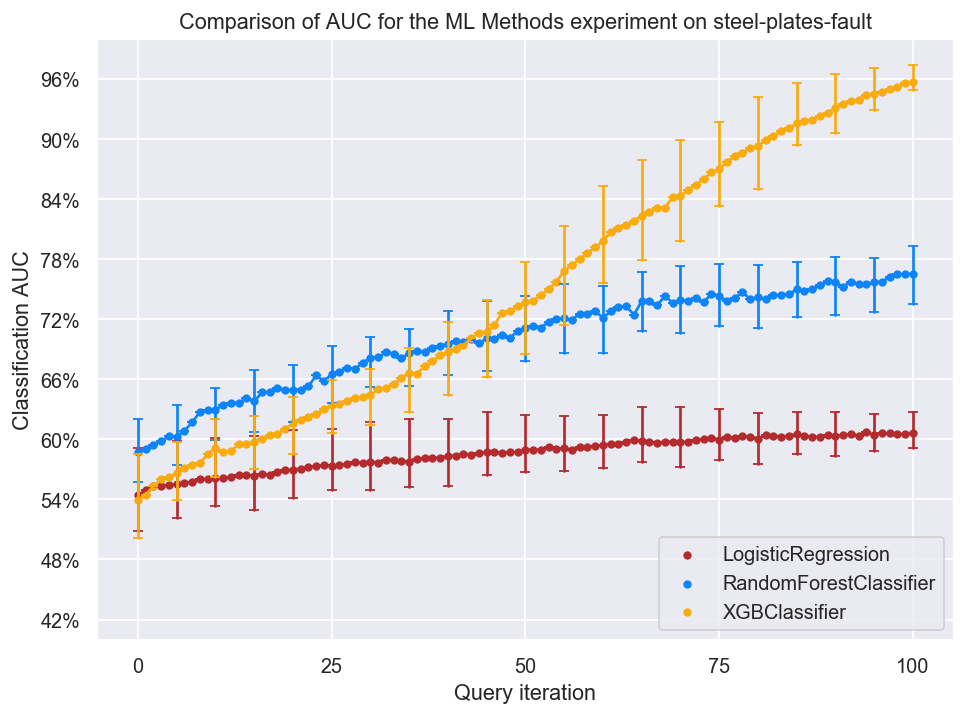 Comparison of AUC for the ML Methods experiment on steel-plates-fault
96%
90%
84%
78%
72%
66%
60%
54%
48%
42%
Classification AUC
0 25 50 75 100
Query iteration
LogisticRegression
RandomForestClassifier
XGBClassifier